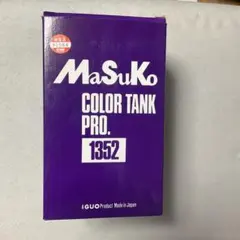 MaSuKo
COLOR TANK
PRO.
1352
Product Made in Japan